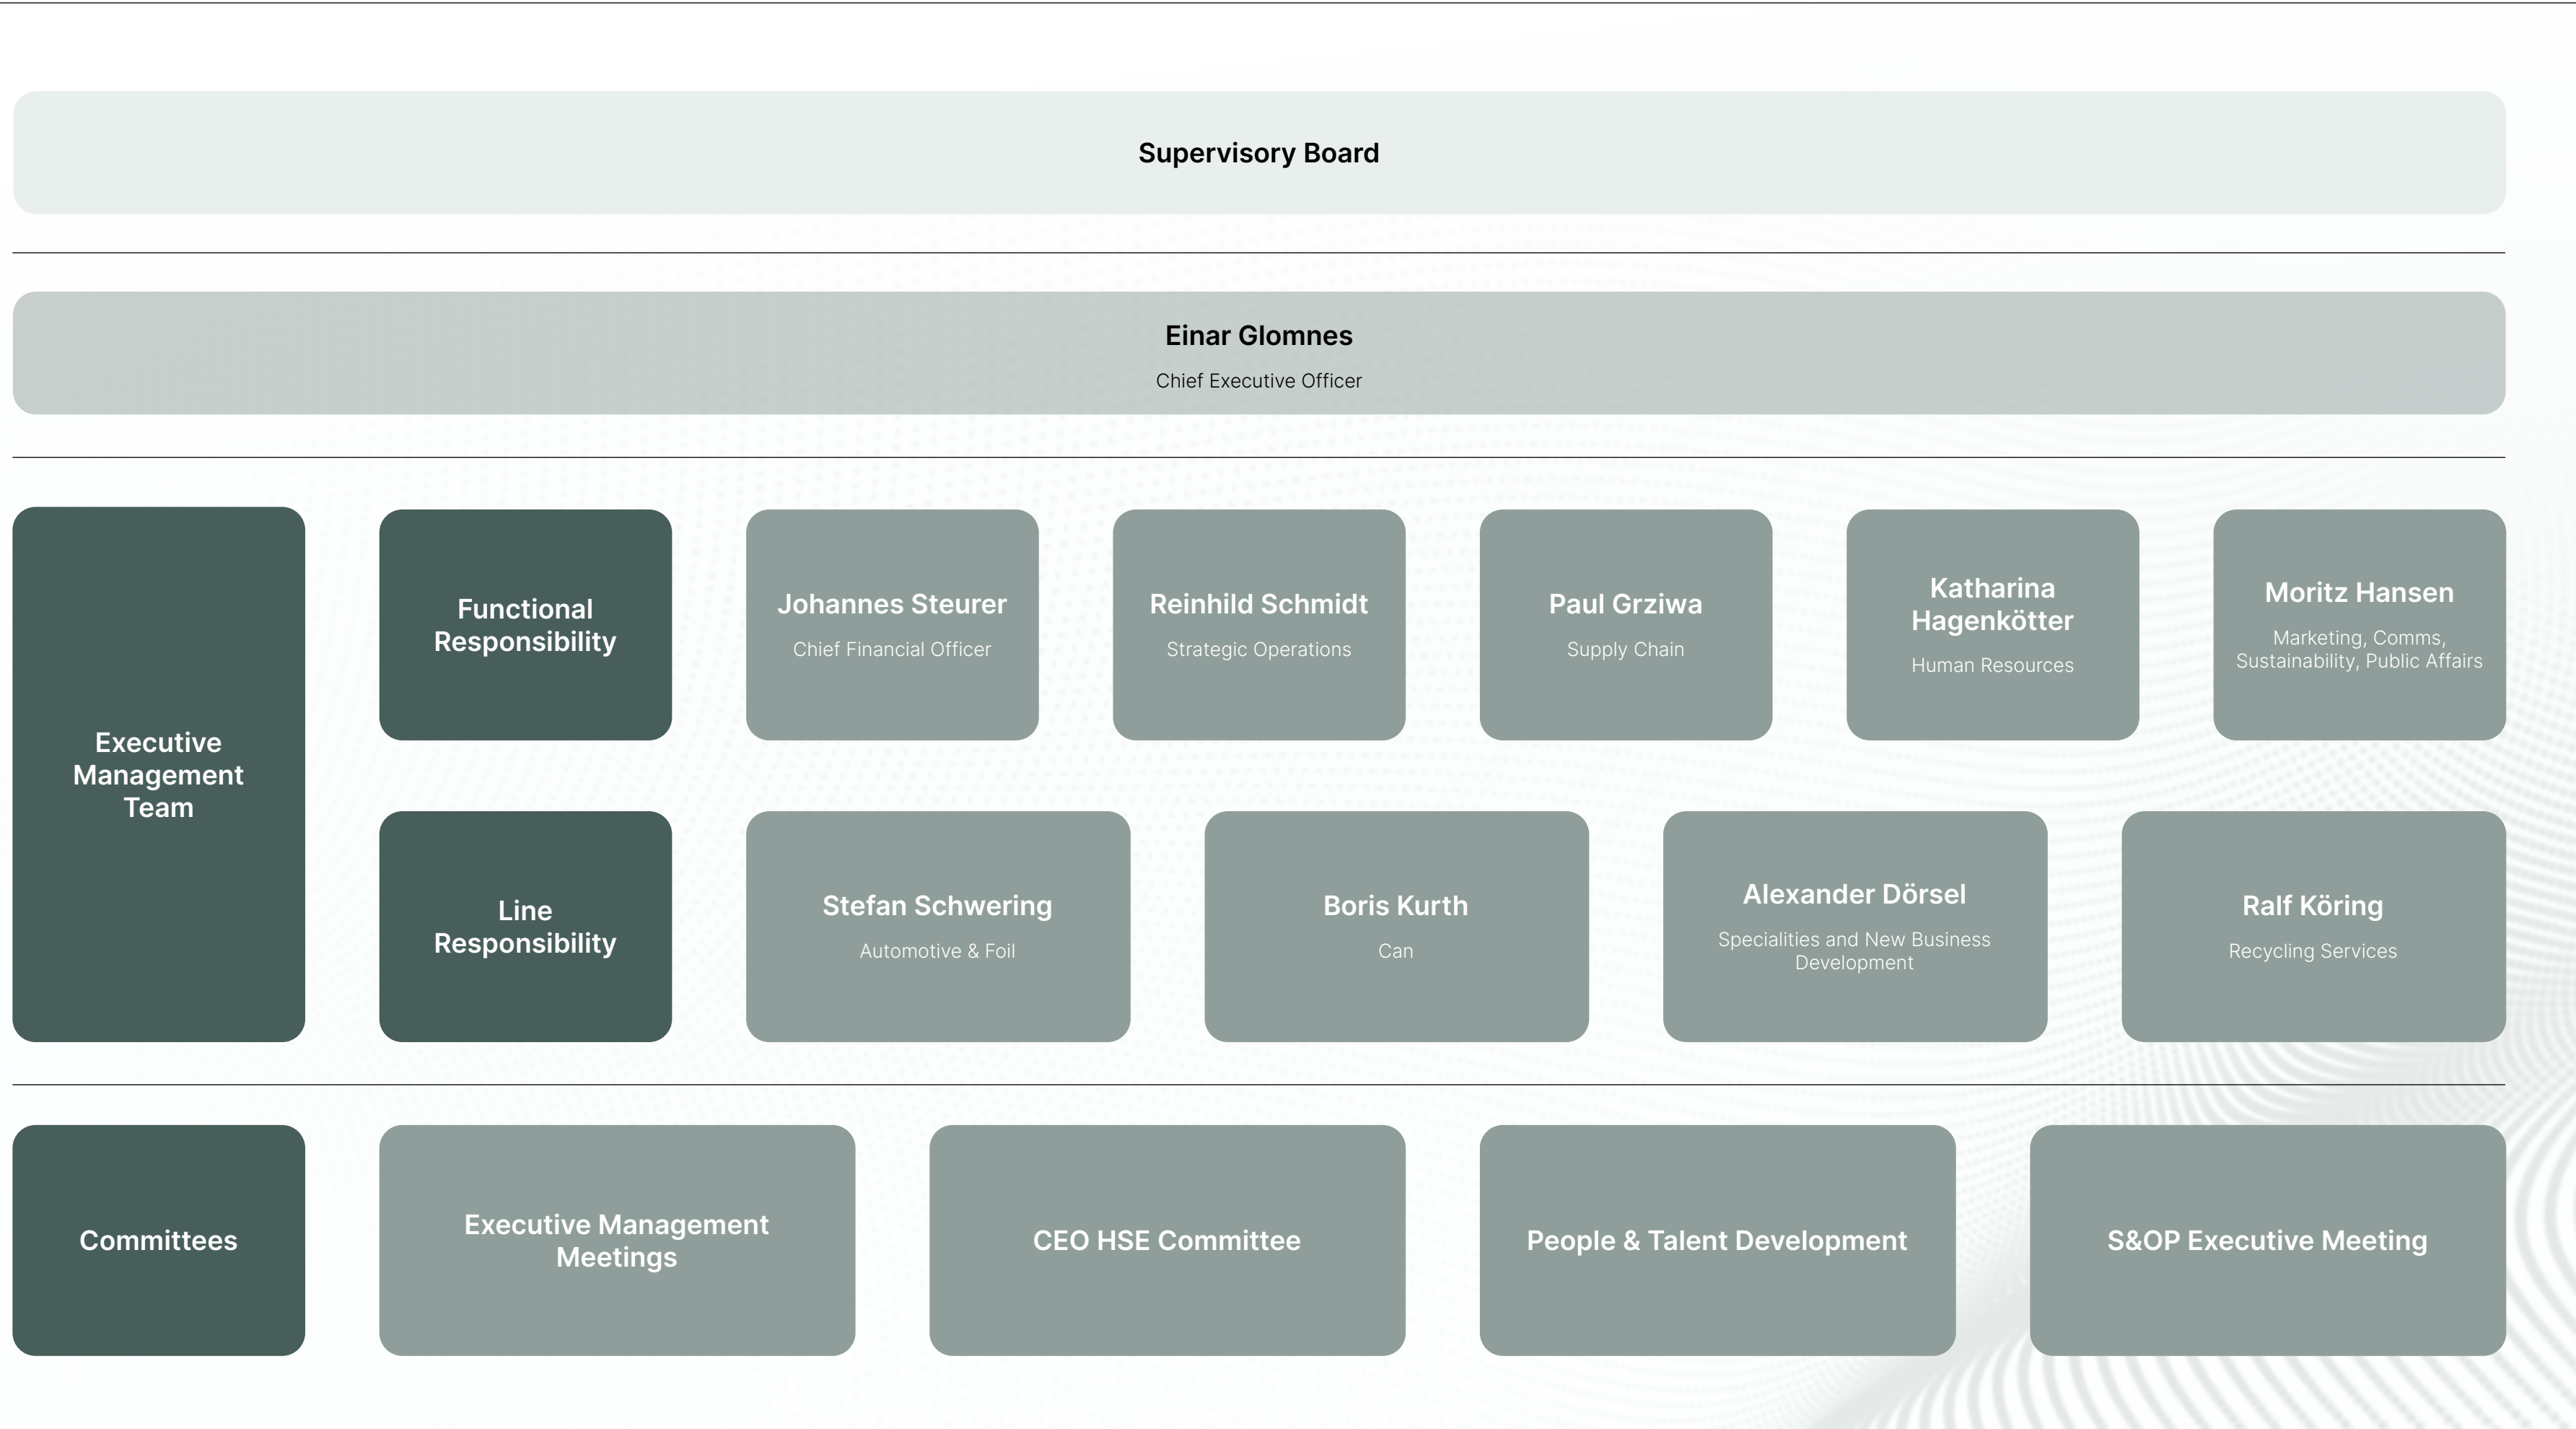 Supervisory Board
Einar Glomnes
Chief Executive Officer
Executive
Management
Team
Functional
Responsibility
Johannes Steurer
Chief Financial Officer
Reinhild Schmidt
Strategic Operations
Paul Grziwa
Supply Chain
Katharina
Hagenkötter
Human Resources
Moritz Hansen
Marketing, Comms,
Sustainability, Public Affairs
Line
Responsibility
Stefan Schwering
Automotive & Foil
Boris Kurth
Can
Alexander Dörsel
Specialities and New Business
Development
Ralf Köring
Recycling Services
Committees
Executive Management
Meetings
CEO HSE Committee
People & Talent Development
S&OP Executive Meeting